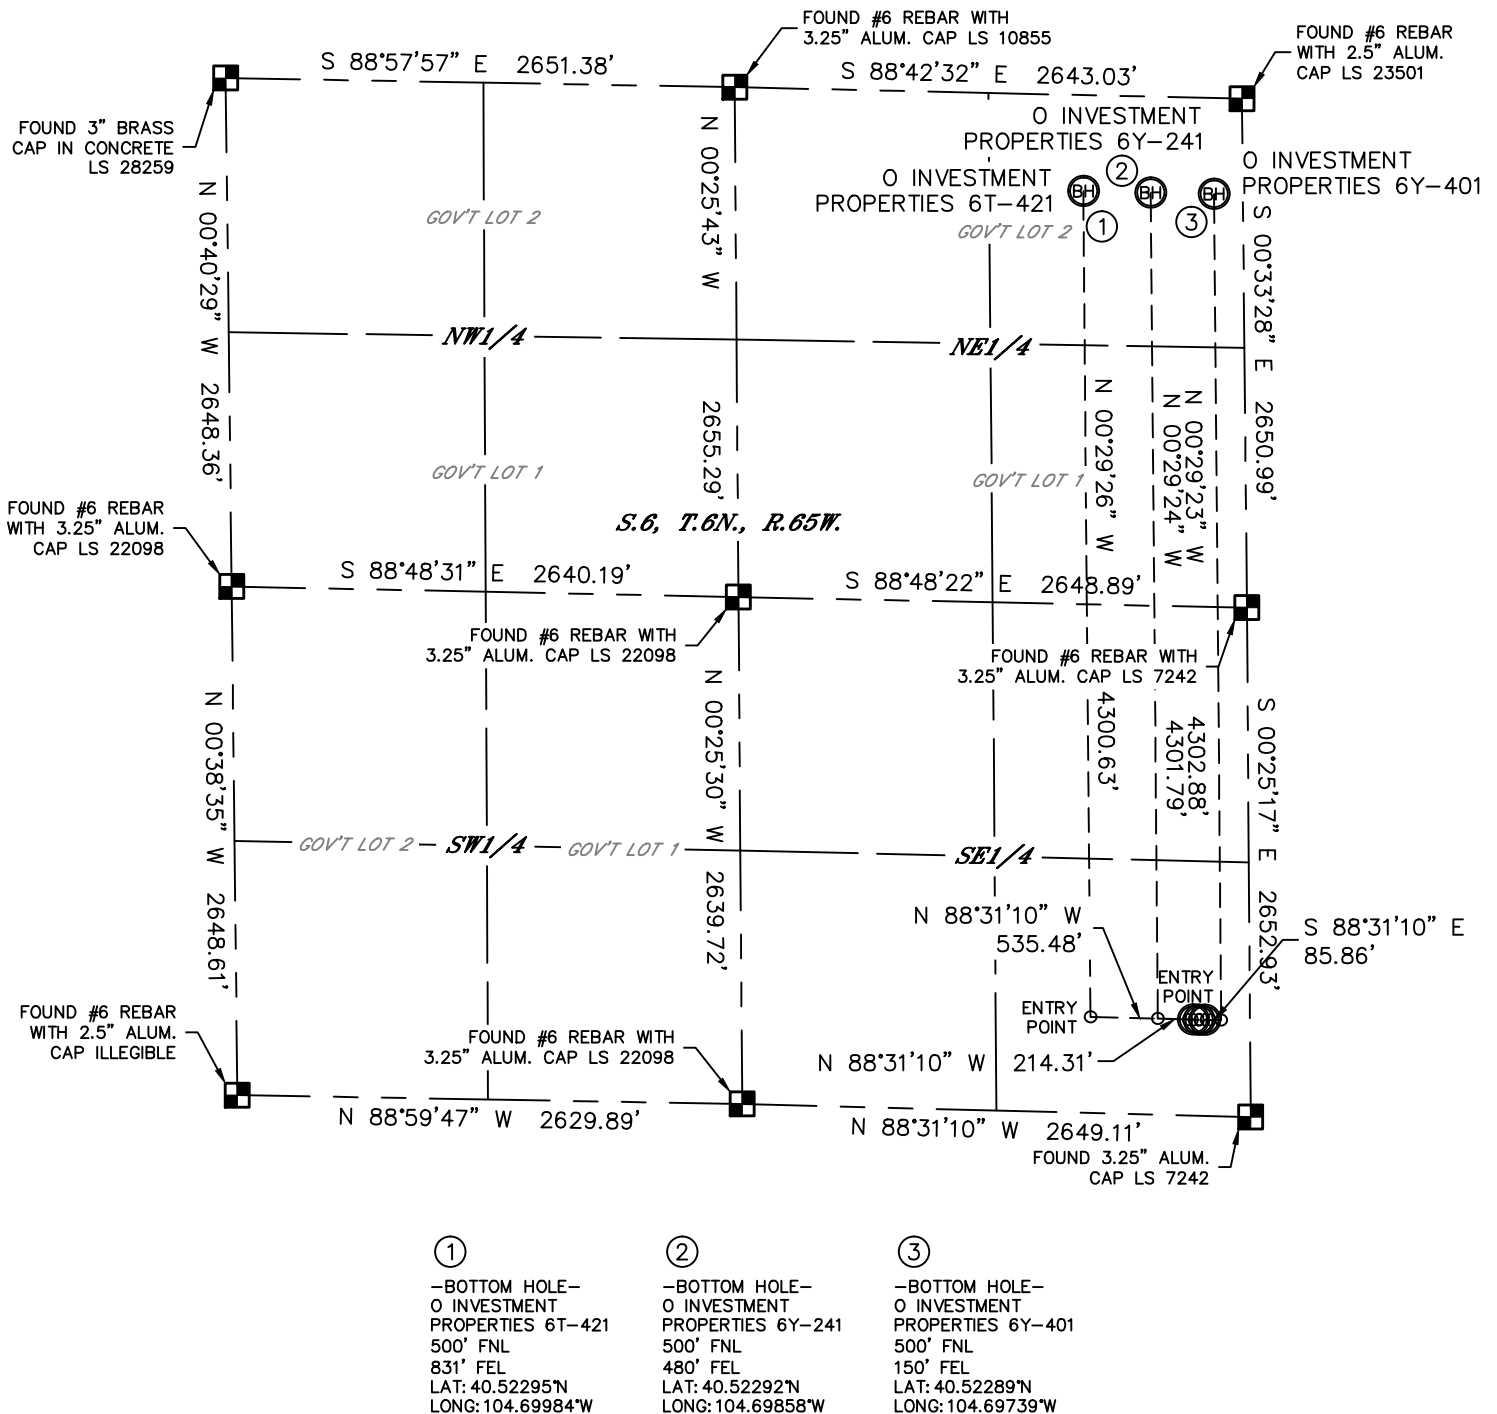 FOUND #6 REBAR WITH
3.25" ALUM. CAP LS 10855
FOUND #6 REBAR
WITH 2.5" ALUM.
CAP LS 23501
S 88°57'57" E 2651.38'
S 88°42'32" E 2643.03'
FOUND 3" BRASS
CAP IN CONCRETE
LS 28259
O INVESTMENT
PROPERTIES 6Y-241
O INVESTMENT
PROPERTIES 6T-421
O INVESTMENT
PROPERTIES 6Y-401
BH
BH
BH
1
2
3
N 00°40'29" W 2648.36'
N 00°25'43" W 2655.29'
S 00°33'28" E 2650.99'
GOV'T LOT 2
GOV'T LOT 2
NW1/4
NE1/4
N 00°29'26" W 4300.63'
N 00°29'23" W 4302.88'
N 00°29'24" W 4301.79'
GOV'T LOT 1
GOV'T LOT 1
S.6, T.6N., R.65W.
FOUND #6 REBAR
WITH 3.25" ALUM.
CAP LS 22098
S 88°48'31" E 2640.19'
S 88°48'22" E 2648.89'
FOUND #6 REBAR WITH
3.25" ALUM. CAP LS 22098
FOUND #6 REBAR WITH
3.25" ALUM. CAP LS 7242
N 00°38'35" W 2648.61'
N 00°25'30" W 2639.72'
S 00°25'17" E 2652.93'
GOV'T LOT 2
SW1/4
GOV'T LOT 1
SE1/4
N 88°31'10" W
535.48'
S 88°31'10" E
85.86'
ENTRY
POINT
ENTRY
POINT
N 88°31'10" W 214.31'
FOUND #6 REBAR
WITH 2.5" ALUM.
CAP ILLEGIBLE
FOUND #6 REBAR WITH
3.25" ALUM. CAP LS 22098
N 88°59'47" W 2629.89'
N 88°31'10" W 2649.11'
FOUND 3.25" ALUM.
CAP LS 7242
1
-BOTTOM HOLE-
O INVESTMENT
PROPERTIES 6T-421
500' FNL
831' FEL
LAT: 40.52295°N
LONG: 104.69984°W
2
-BOTTOM HOLE-
O INVESTMENT
PROPERTIES 6Y-241
500' FNL
480' FEL
LAT: 40.52292°N
LONG: 104.69858°W
3
-BOTTOM HOLE-
O INVESTMENT
PROPERTIES 6Y-401
500' FNL
150' FEL
LAT: 40.52289°N
LONG: 104.69739°W